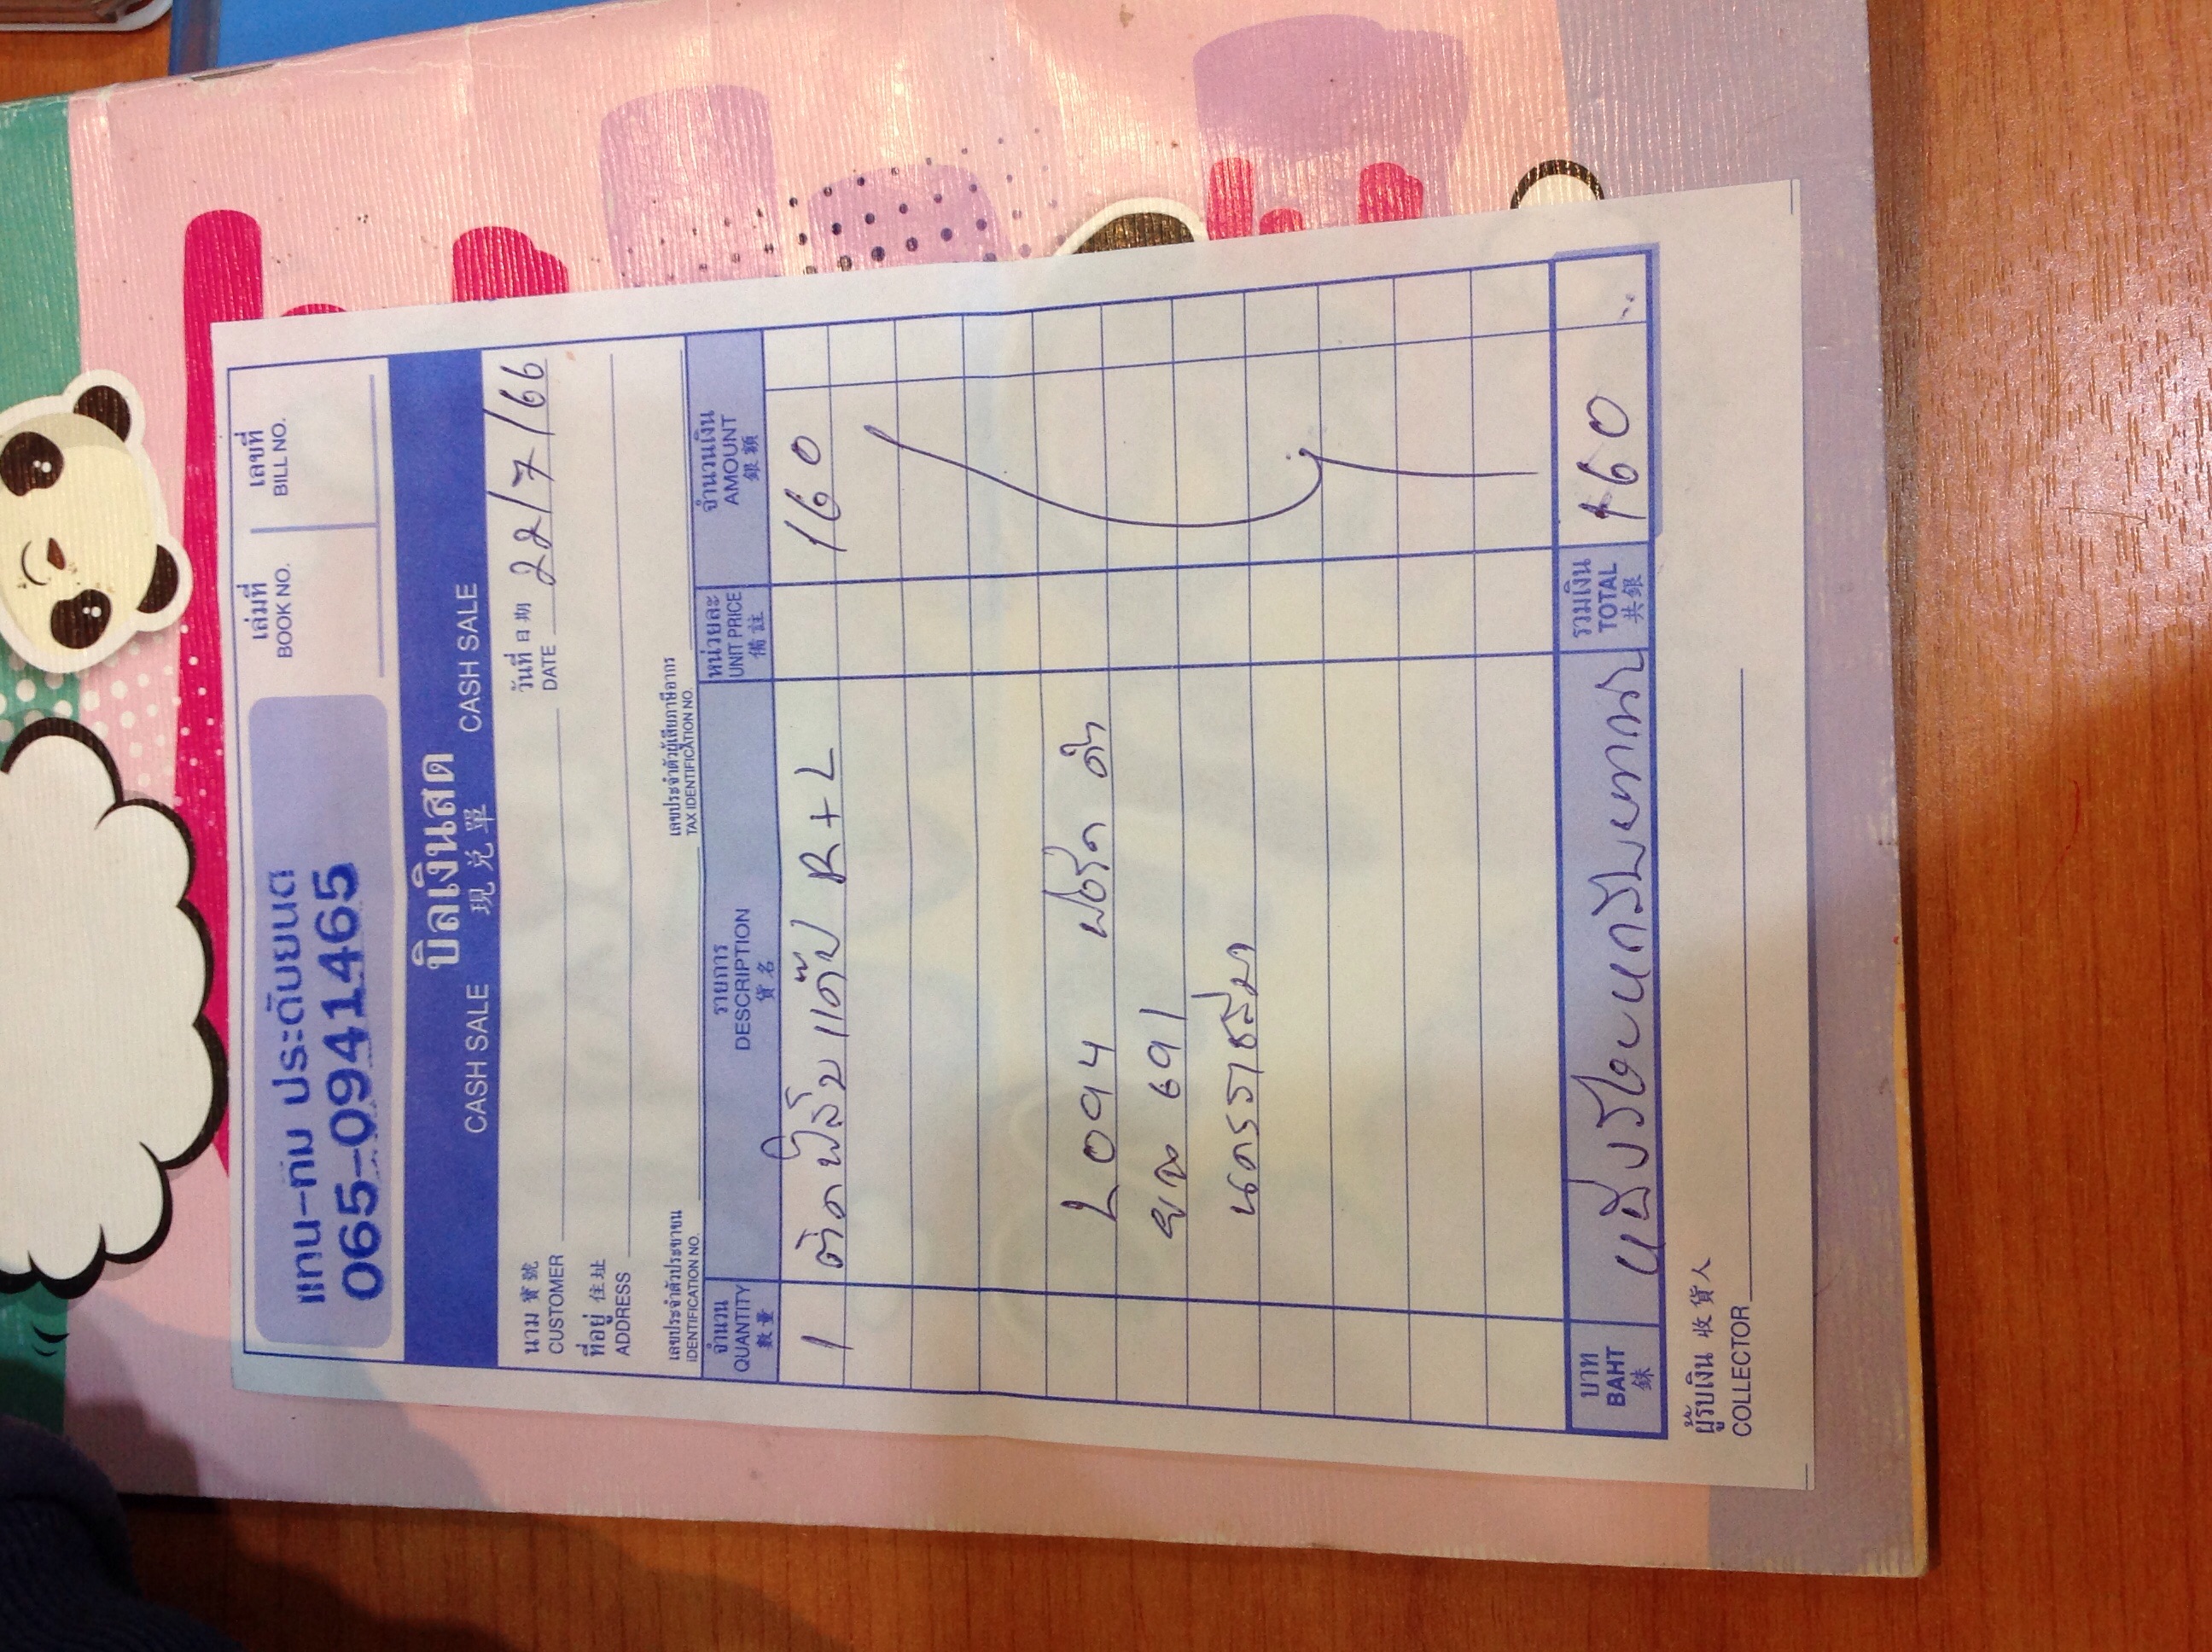 แทน-กัม ประดับยนต์
065-0941465
เล่มที่
BOOK NO.
เลขที่
BILL NO.
บิลเงินสด
CASH SALE 現兑單 CASH SALE
นาม 寶號
CUSTOMER
วันที่ 日期
DATE 22/7/66
ที่อยู่ 住址
ADDRESS
เลขประจำตัวประชาชน
IDENTIFICATION NO.
เลขประจำตัวผู้เสียภาษีอากร
TAX IDENTIFICATION NO.
จำนวน
QUANTITY
數量
รายการ
DESCRIPTION
貨名
หน่วยละ
UNIT PRICE
備註
จำนวนเงิน
AMOUNT
銀額
1 ติดฟิล์ม แค๊ป R+L 160
2094 ฟอร์ด ดำ
691
นครราชสีมา
บาท
BAHT
銖
หนึ่งร้อยหกสิบบาทถ้วน
รวมเงิน
TOTAL
共銀
160
ผู้รับเงิน 收貨人
COLLECTOR